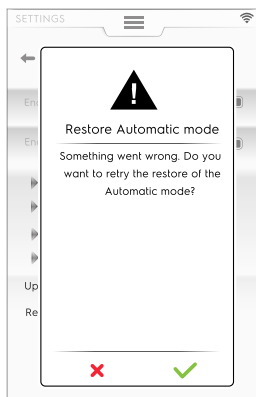 SETTINGS
Restore Automatic mode
Something went wrong. Do you
want to retry the restore of the
Automatic mode?
Up
Re